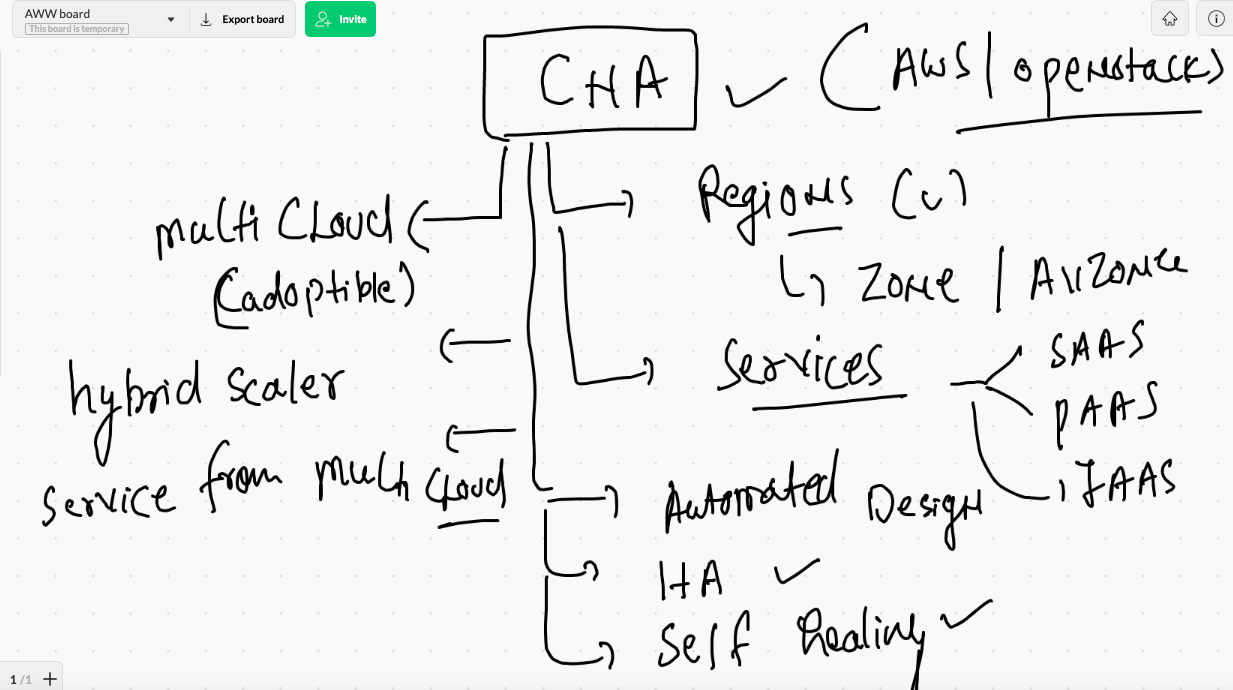 AWW board
This board is temporary
Export board
Invite
CHA
(AWS | openstack)
Regions (v)
Zone / AvZone
multi CLoud
(adoptible)
hybrid scaler
service from multi cloud
Services
SAAS
PAAS
IAAS
Automated Design
HA
Self healing
1/1